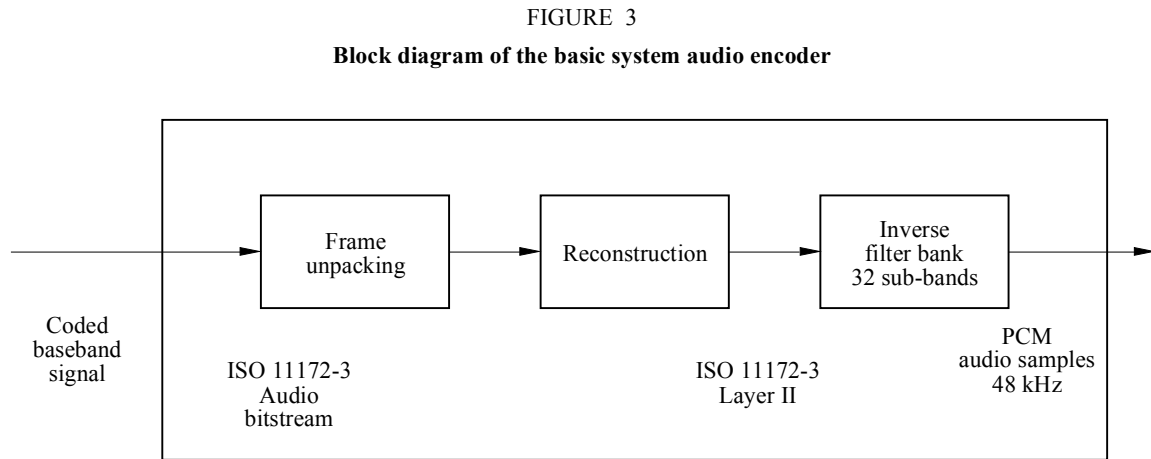 FIGURE 3
Block diagram of the basic system audio encoder
Frame
unpacking
Reconstruction
Inverse
filter bank
32 sub-bands
Coded
baseband
signal
ISO 11172-3
Audio
bitstream
ISO 11172-3
Layer II
PCM
audio samples
48 kHz